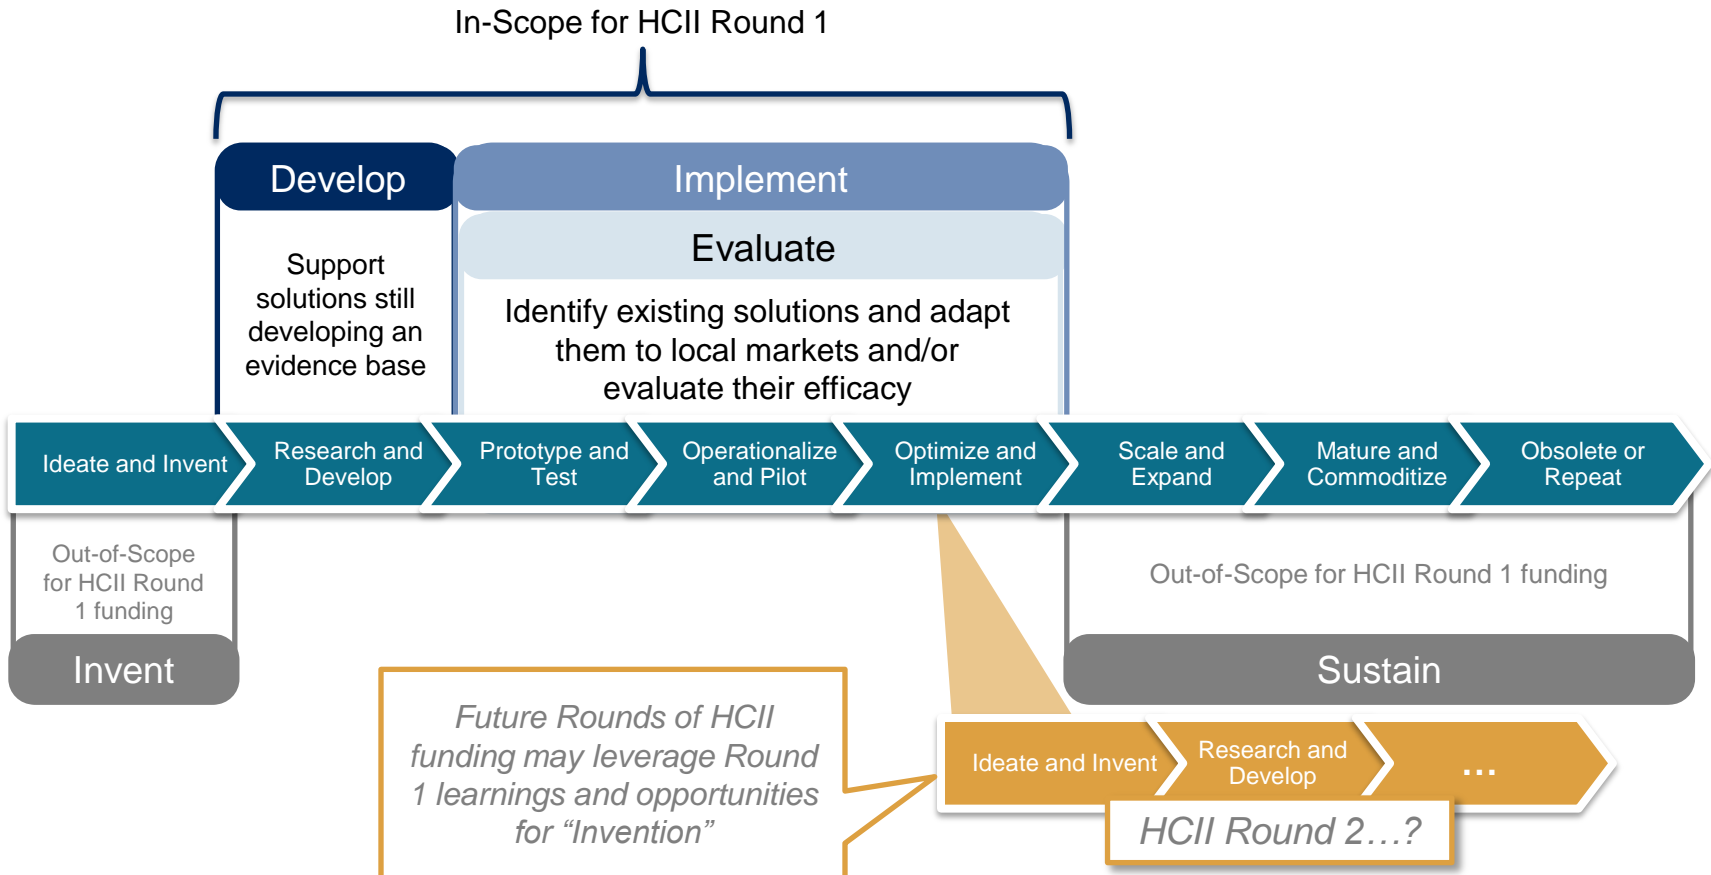 In-Scope for HCII Round 1
Develop
Implement
Evaluate
Support
solutions still
developing an
evidence base
Identify existing solutions and adapt
them to local markets and/or
evaluate their efficacy
Ideate and Invent
Research and
Develop
Prototype and
Test
Operationalize
and Pilot
Optimize and
Implement
Scale and
Expand
Mature and
Commoditize
Obsolete or
Repeat
Out-of-Scope
for HCII Round
1 funding
Invent
Out-of-Scope for HCII Round 1 funding
Sustain
Future Rounds of HCII
funding may leverage Round
1 learnings and opportunities
for “Invention”
Ideate and Invent
Research and
Develop
...
HCII Round 2...?